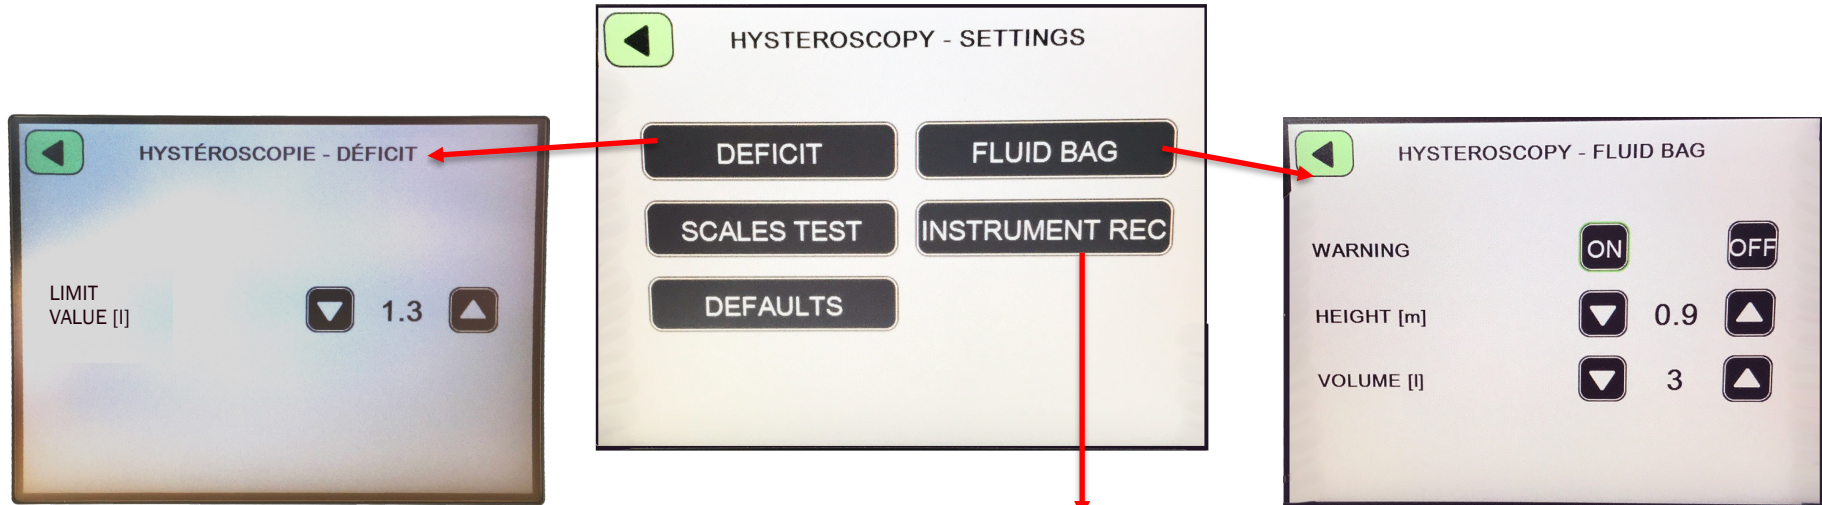 HYSTEROSCOPY - SETTINGS
DEFICIT
FLUID BAG
SCALES TEST
INSTRUMENT REC
DEFAULTS
HYSTÉROSCOPIE - DÉFICIT
LIMIT
VALUE [l]
1.3
HYSTEROSCOPY - FLUID BAG
WARNING
ON
OFF
HEIGHT [m]
0.9
VOLUME [l]
3